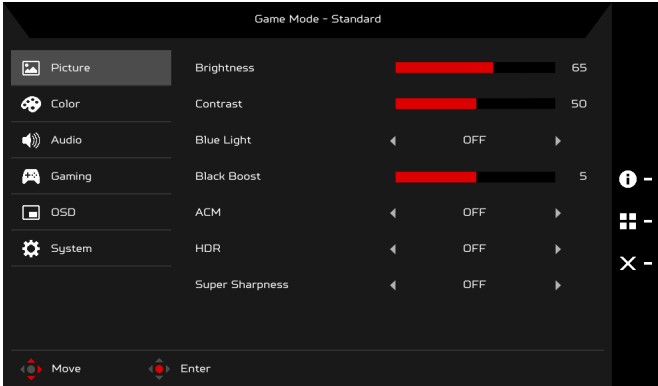 Game Mode - Standard
Picture
Brightness 65
Color
Contrast 50
Audio
Blue Light OFF
Gaming
Black Boost 5
OSD
ACM OFF
System
HDR OFF
Super Sharpness OFF
Move Enter